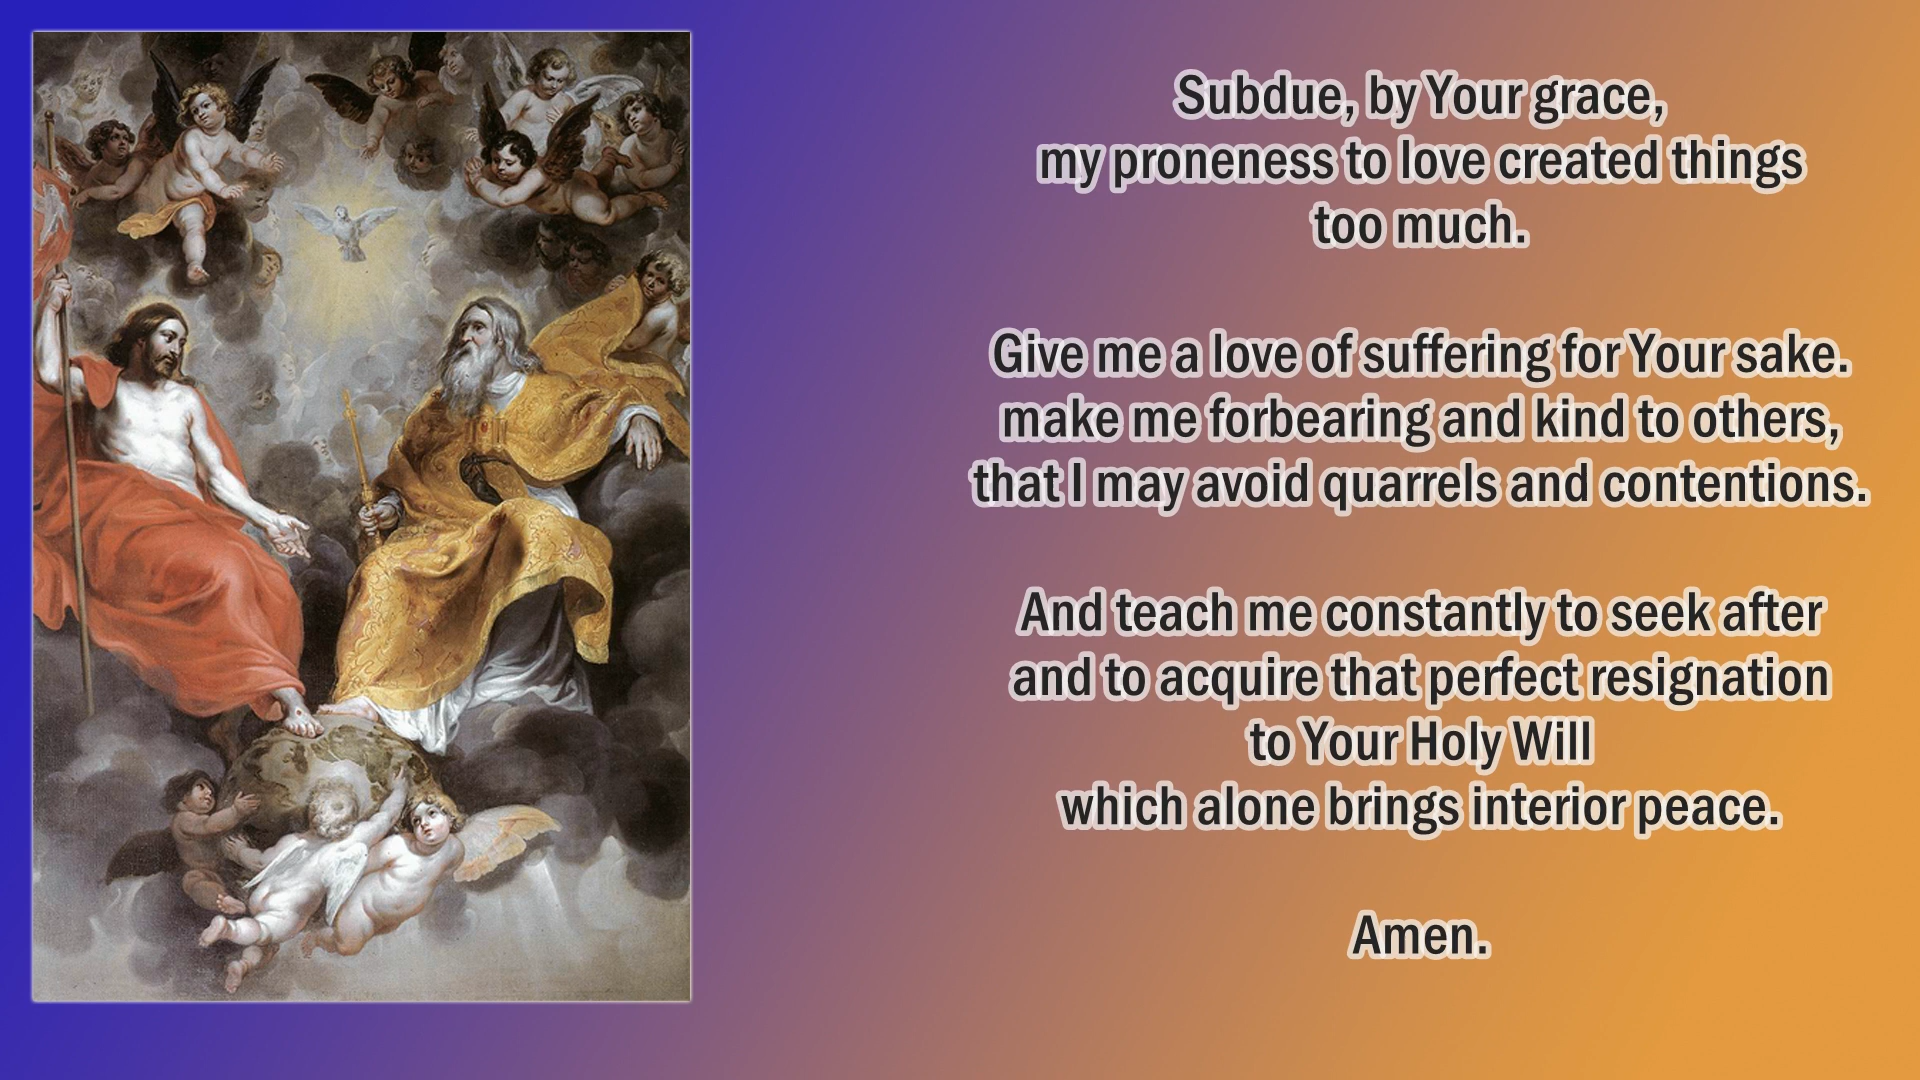 Subdue, by Your grace,
my proneness to love created things
too much.
Give me a love of suffering for Your sake.
make me forbearing and kind to others,
that I may avoid quarrels and contentions.
And teach me constantly to seek after
and to acquire that perfect resignation
to Your Holy Will
which alone brings interior peace.
Amen.